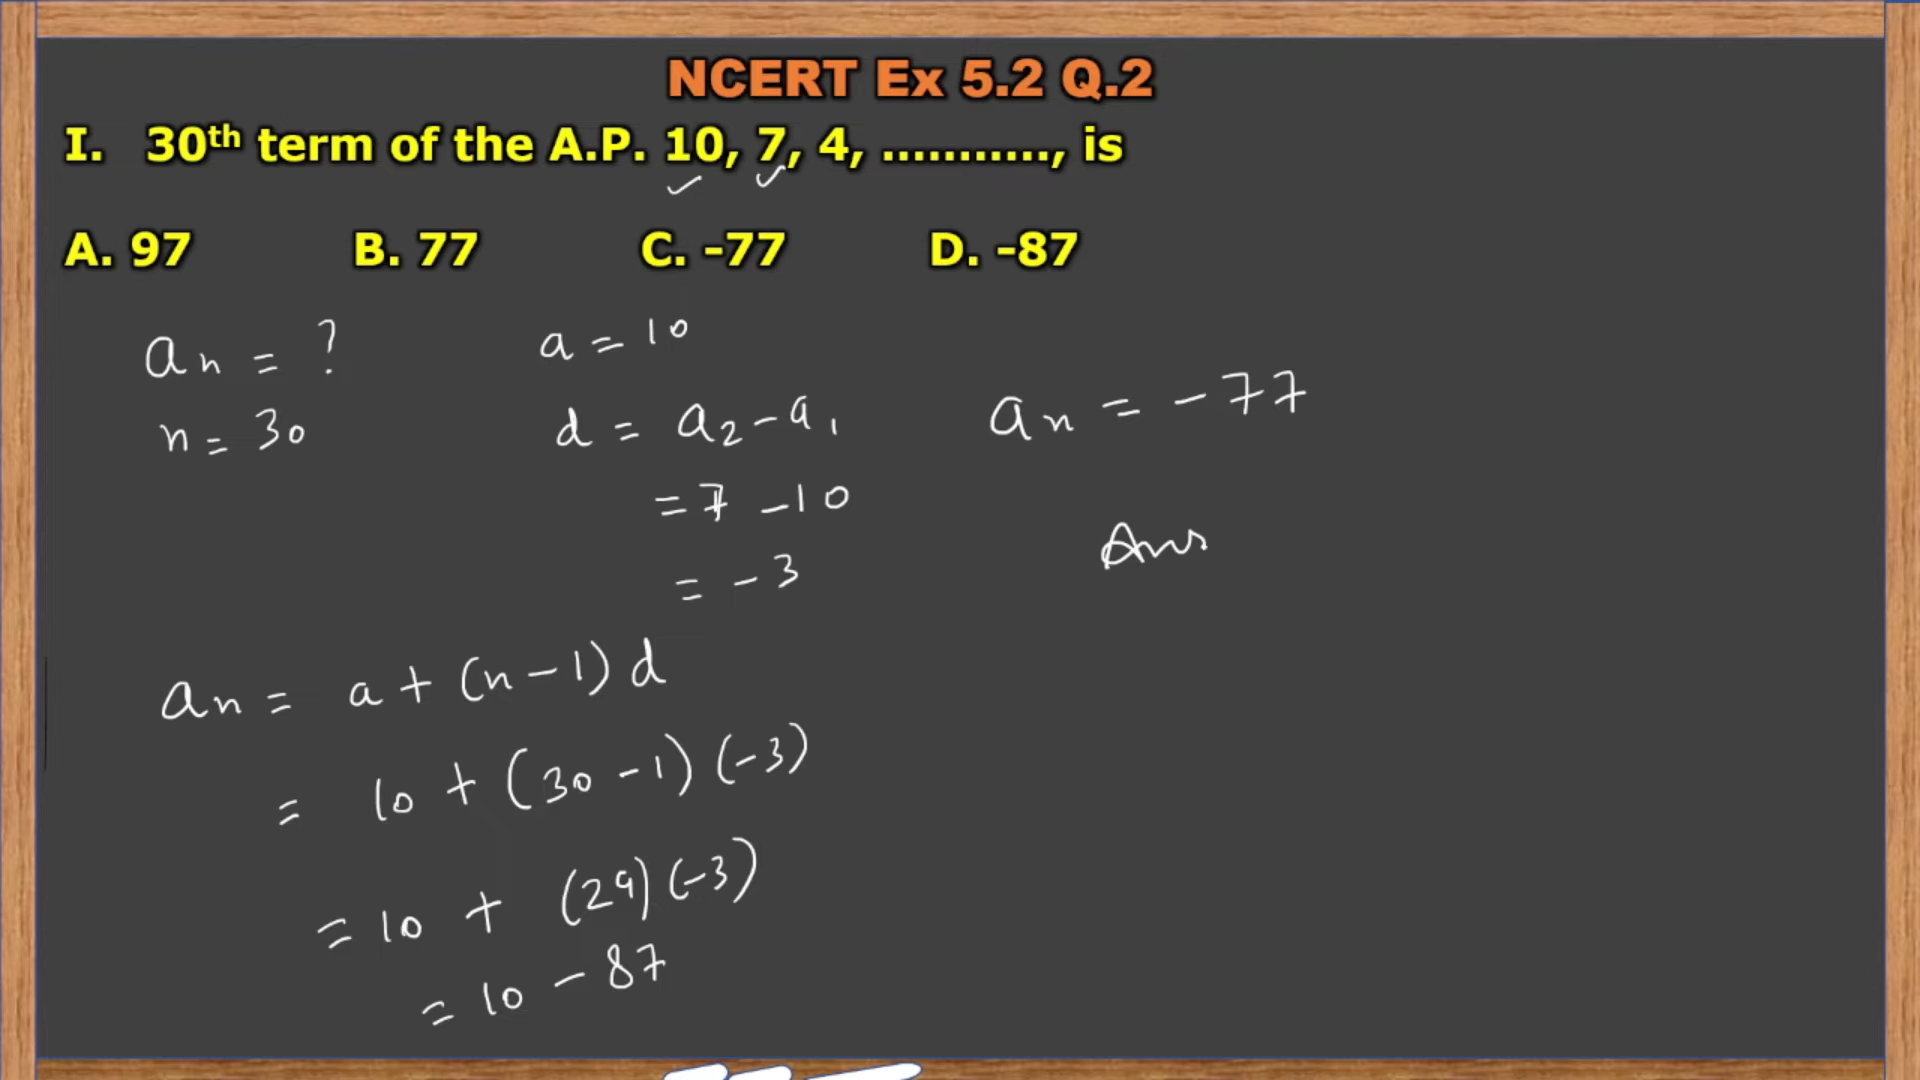 NCERT Ex 5.2 Q.2
I. 30th term of the A.P. 10, 7, 4, ..........., is
A. 97 B. 77 C. -77 D. -87
an = ?
n = 30
a = 10
d = a2 - a1
= 7 - 10
= - 3
an = a + (n - 1) d
= 10 + (30 - 1) (-3)
= 10 + (29) (-3)
= 10 - 87
an = - 77
Ans